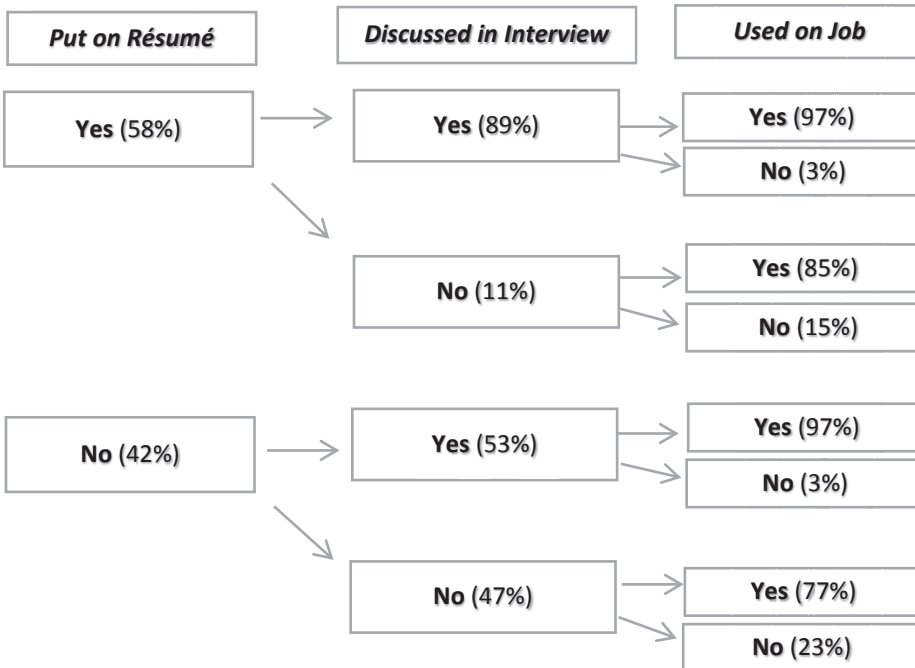 Put on Résumé
Discussed in Interview
Used on Job
Yes (58%)
Yes (89%)
Yes (97%)
No (3%)
No (11%)
Yes (85%)
No (15%)
No (42%)
Yes (53%)
Yes (97%)
No (3%)
No (47%)
Yes (77%)
No (23%)